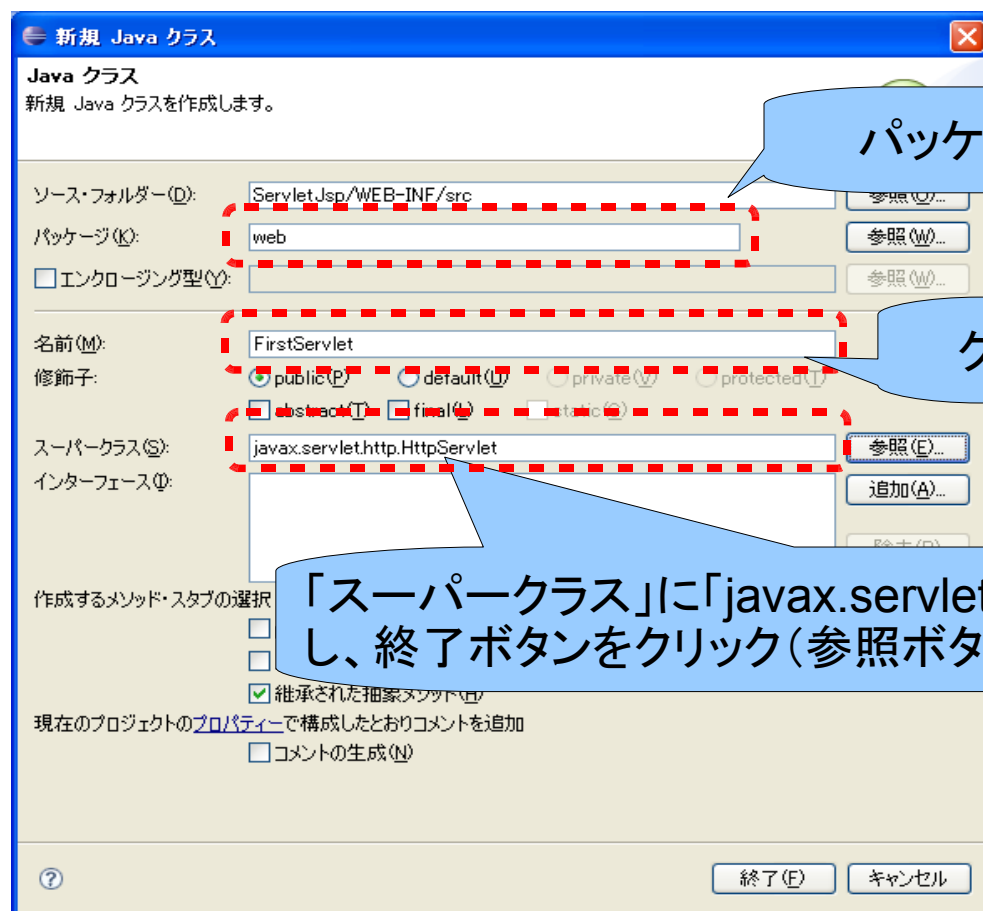 新規 Java クラス
Java クラス
新規 Java クラスを作成します。
パッケ
ソース・フォルダー(D): ServletJsp/WEB-INF/src 参照(O)...
パッケージ(K): web 参照(W)...
エンクロージング型(Y): 参照(W)...
ク
名前(M): FirstServlet
修飾子: public(P) default(U) private(V) protected(T)
abstract(T) final(L) static(C)
スーパークラス(S): javax.servlet.http.HttpServlet 参照(E)...
インターフェース(I): 追加(A)...
除去(R)
「スーパークラス」に「javax.servlet
し、終了ボタンをクリック(参照ボタ
作成するメソッド・スタブの選択
継承された抽象メソッド(H)
現在のプロジェクトのプロパティーで構成したとおりコメントを追加
コメントの生成(N)
終了(F) キャンセル